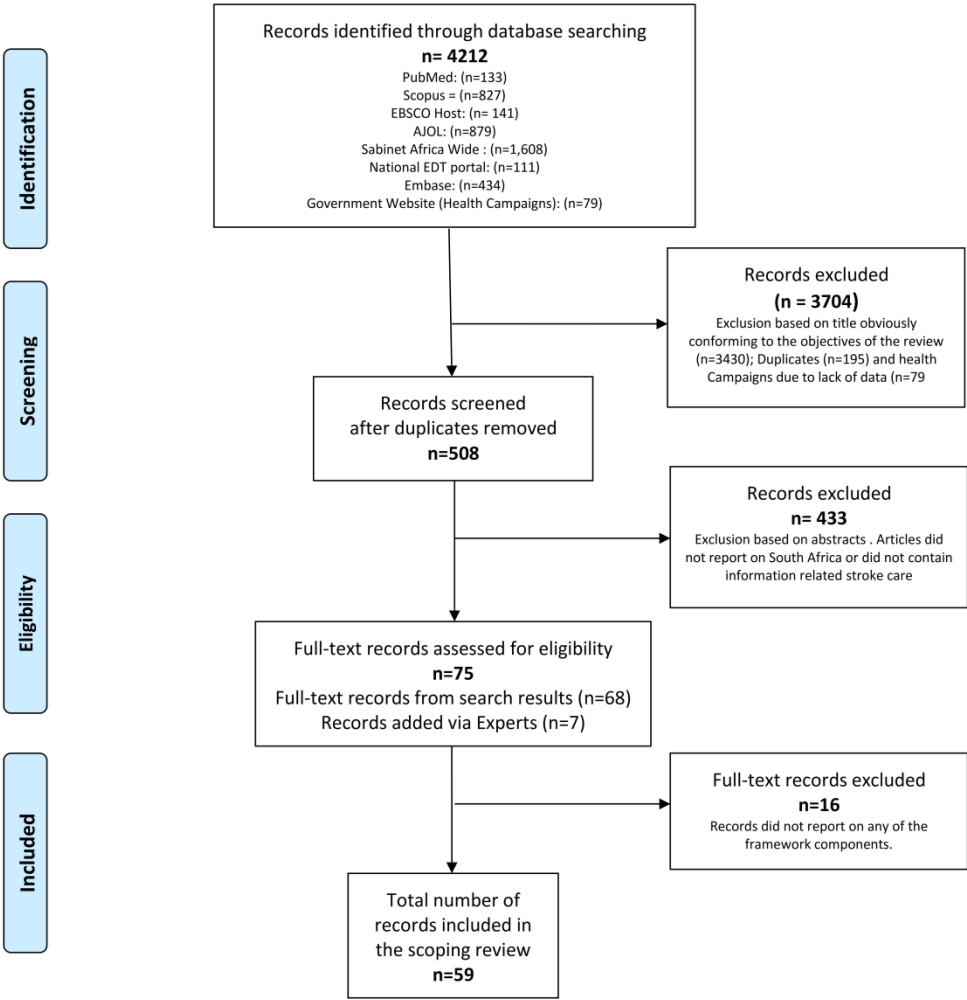 Identification
Records identified through database searching
n= 4212
PubMed: (n=133)
Scopus = (n=827)
EBSCO Host: (n= 141)
AJOL: (n=879)
Sabinet Africa Wide : (n=1,608)
National EDT portal: (n=111)
Embase: (n=434)
Government Website (Health Campaigns): (n=79)
Screening
Records excluded
(n = 3704)
Exclusion based on title obviously
conforming to the objectives of the review
(n=3430); Duplicates (n=195) and health
Campaigns due to lack of data (n=79
Records screened
after duplicates removed
n=508
Records excluded
n= 433
Exclusion based on abstracts . Articles did
not report on South Africa or did not contain
information related stroke care
Eligibility
Full-text records assessed for eligibility
n=75
Full-text records from search results (n=68)
Records added via Experts (n=7)
Included
Full-text records excluded
n=16
Records did not report on any of the
framework components.
Total number of
records included in
the scoping review
n=59